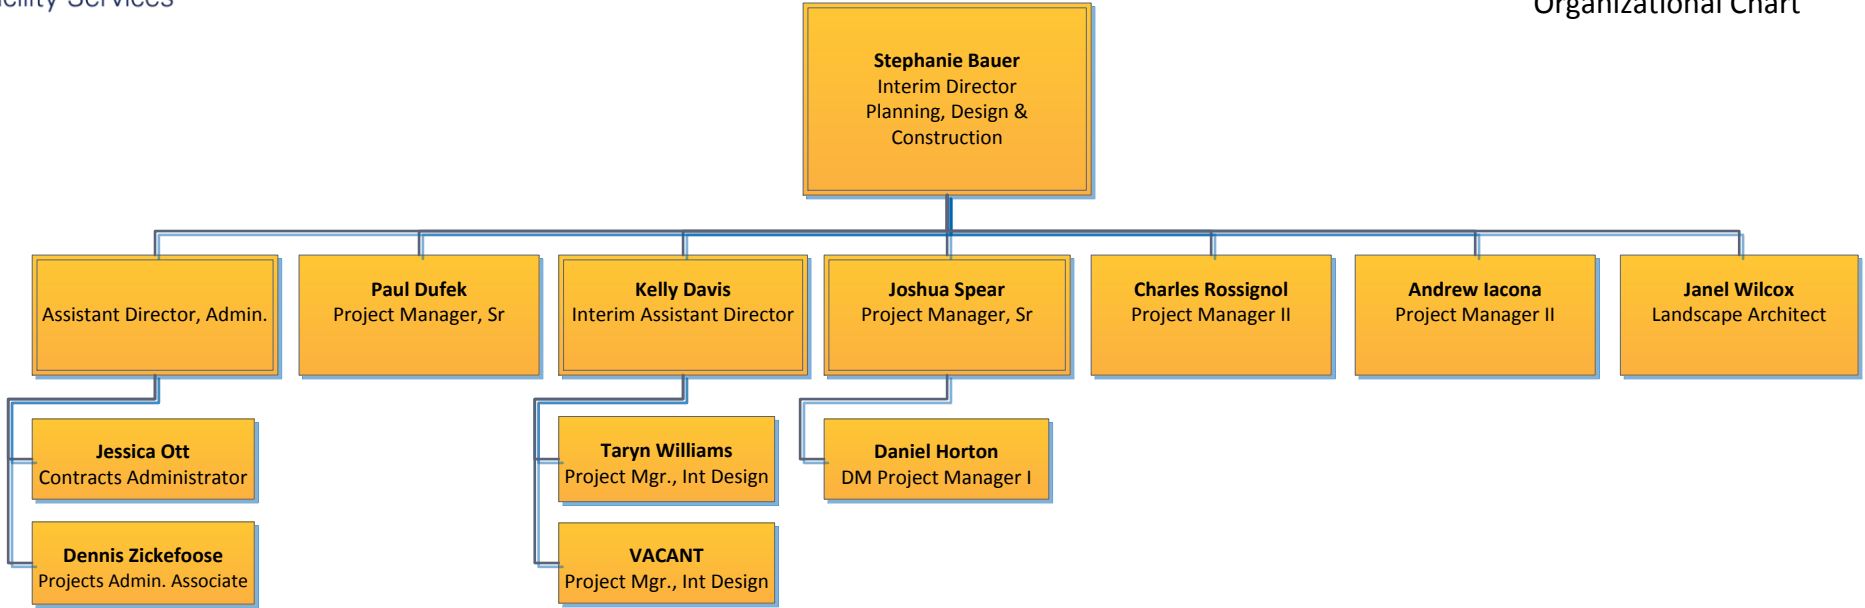 Services
Organizational Chart
Stephanie Bauer
Interim Director
Planning, Design &
Construction
Assistant Director, Admin.
Paul Dufek
Project Manager, Sr
Kelly Davis
Interim Assistant Director
Joshua Spear
Project Manager, Sr
Charles Rossignol
Project Manager II
Andrew Iacona
Project Manager II
Janel Wilcox
Landscape Architect
Jessica Ott
Contracts Administrator
Dennis Zickefoose
Projects Admin. Associate
Taryn Williams
Project Mgr., Int Design
VACANT
Project Mgr., Int Design
Daniel Horton
DM Project Manager I